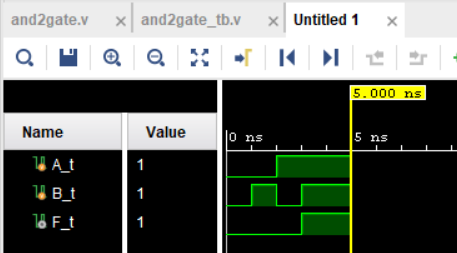 and2gate.v × and2gate_tb.v × Untitled 1 ×
5.000 ns
Name Value 0 ns 5 ns
A_t 1
B_t 1
F_t 1